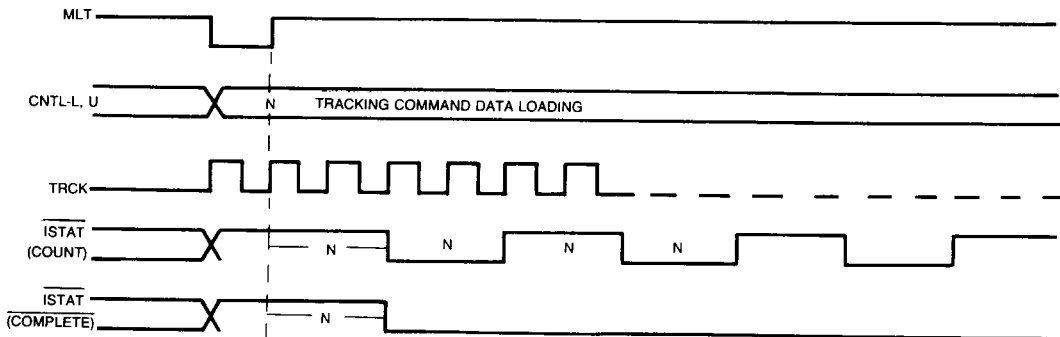 MLT
CNTL-L, U N TRACKING COMMAND DATA LOADING
TRCK
ISTAT
(COUNT) N N N N
ISTAT
(COMPLETE) N